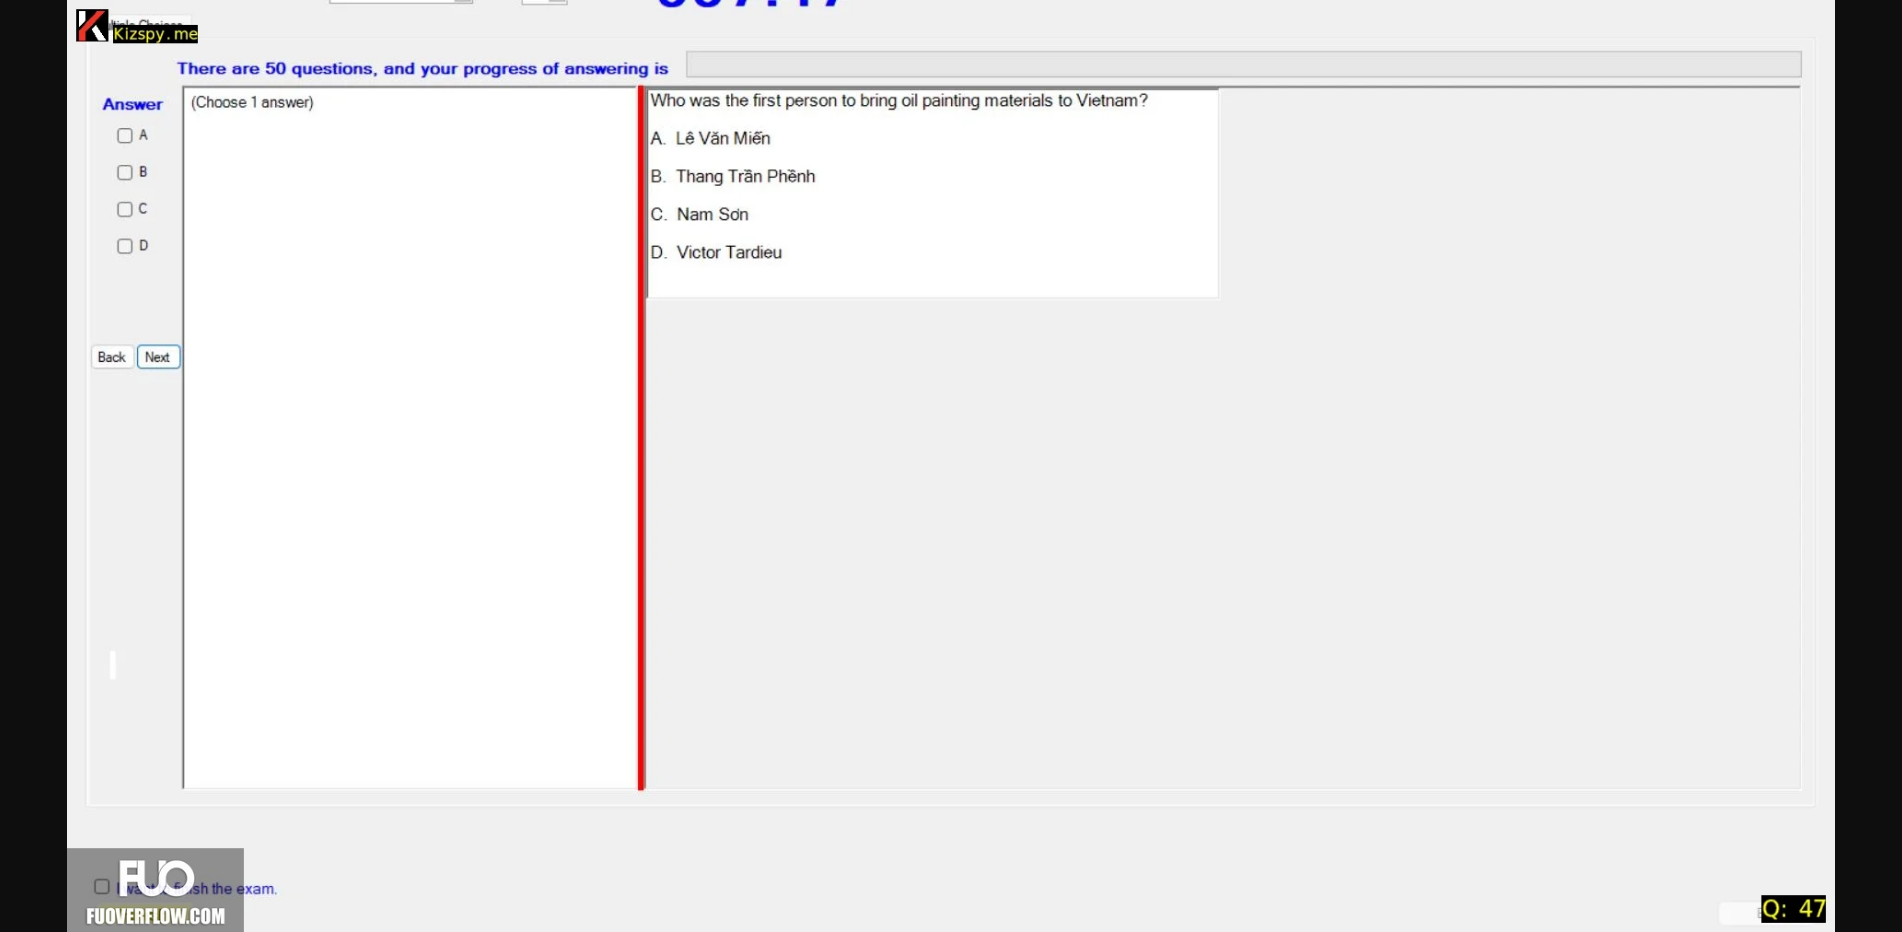 Kizspy.me
There are 50 questions, and your progress of answering is
Answer
(Choose 1 answer)
A
B
C
D
Back
Next
Who was the first person to bring oil painting materials to Vietnam?
A. Lê Văn Miến
B. Thang Trần Phềnh
C. Nam Sơn
D. Victor Tardieu
FUO
the exam.
FUOVERFLOW.COM
Q: 47